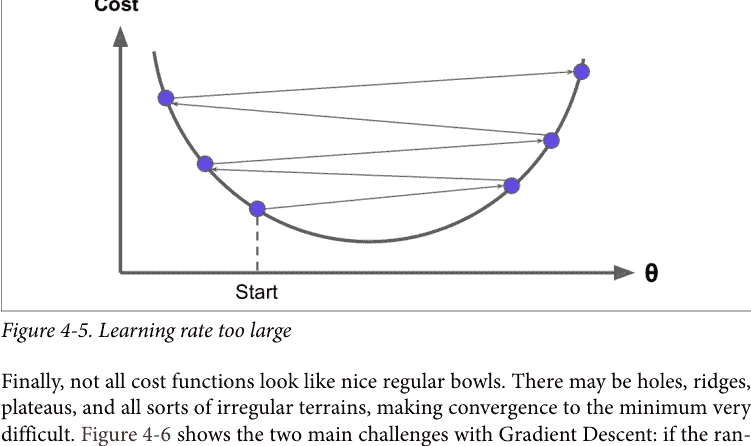 Cost
θ
Start
Figure 4-5. Learning rate too large
Finally, not all cost functions look like nice regular bowls. There may be holes, ridges,
plateaus, and all sorts of irregular terrains, making convergence to the minimum very
difficult. Figure 4-6 shows the two main challenges with Gradient Descent: if the ran-